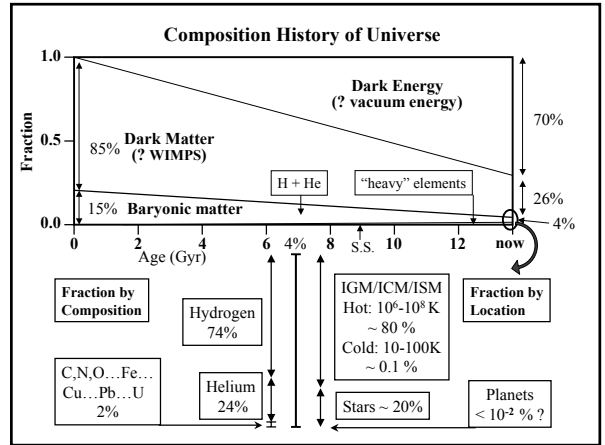 Composition History of Universe
1.0
0.5
0.0
Fraction
Dark Energy
(? vacuum energy)
70%
85%
Dark Matter
(? WIMPS)
H + He
“heavy” elements
26%
15%
Baryonic matter
4%
0
2
4
6
8
10
12
now
Age (Gyr)
4%
S.S.
Fraction by
Composition
Hydrogen
74%
IGM/ICM/ISM
Hot: 10⁶-10⁸ K
~ 80 %
Cold: 10-100K
~ 0.1 %
Fraction by
Location
C,N,O…Fe…
Cu…Pb…U
2%
Helium
24%
Stars ~ 20%
Planets
< 10⁻² % ?